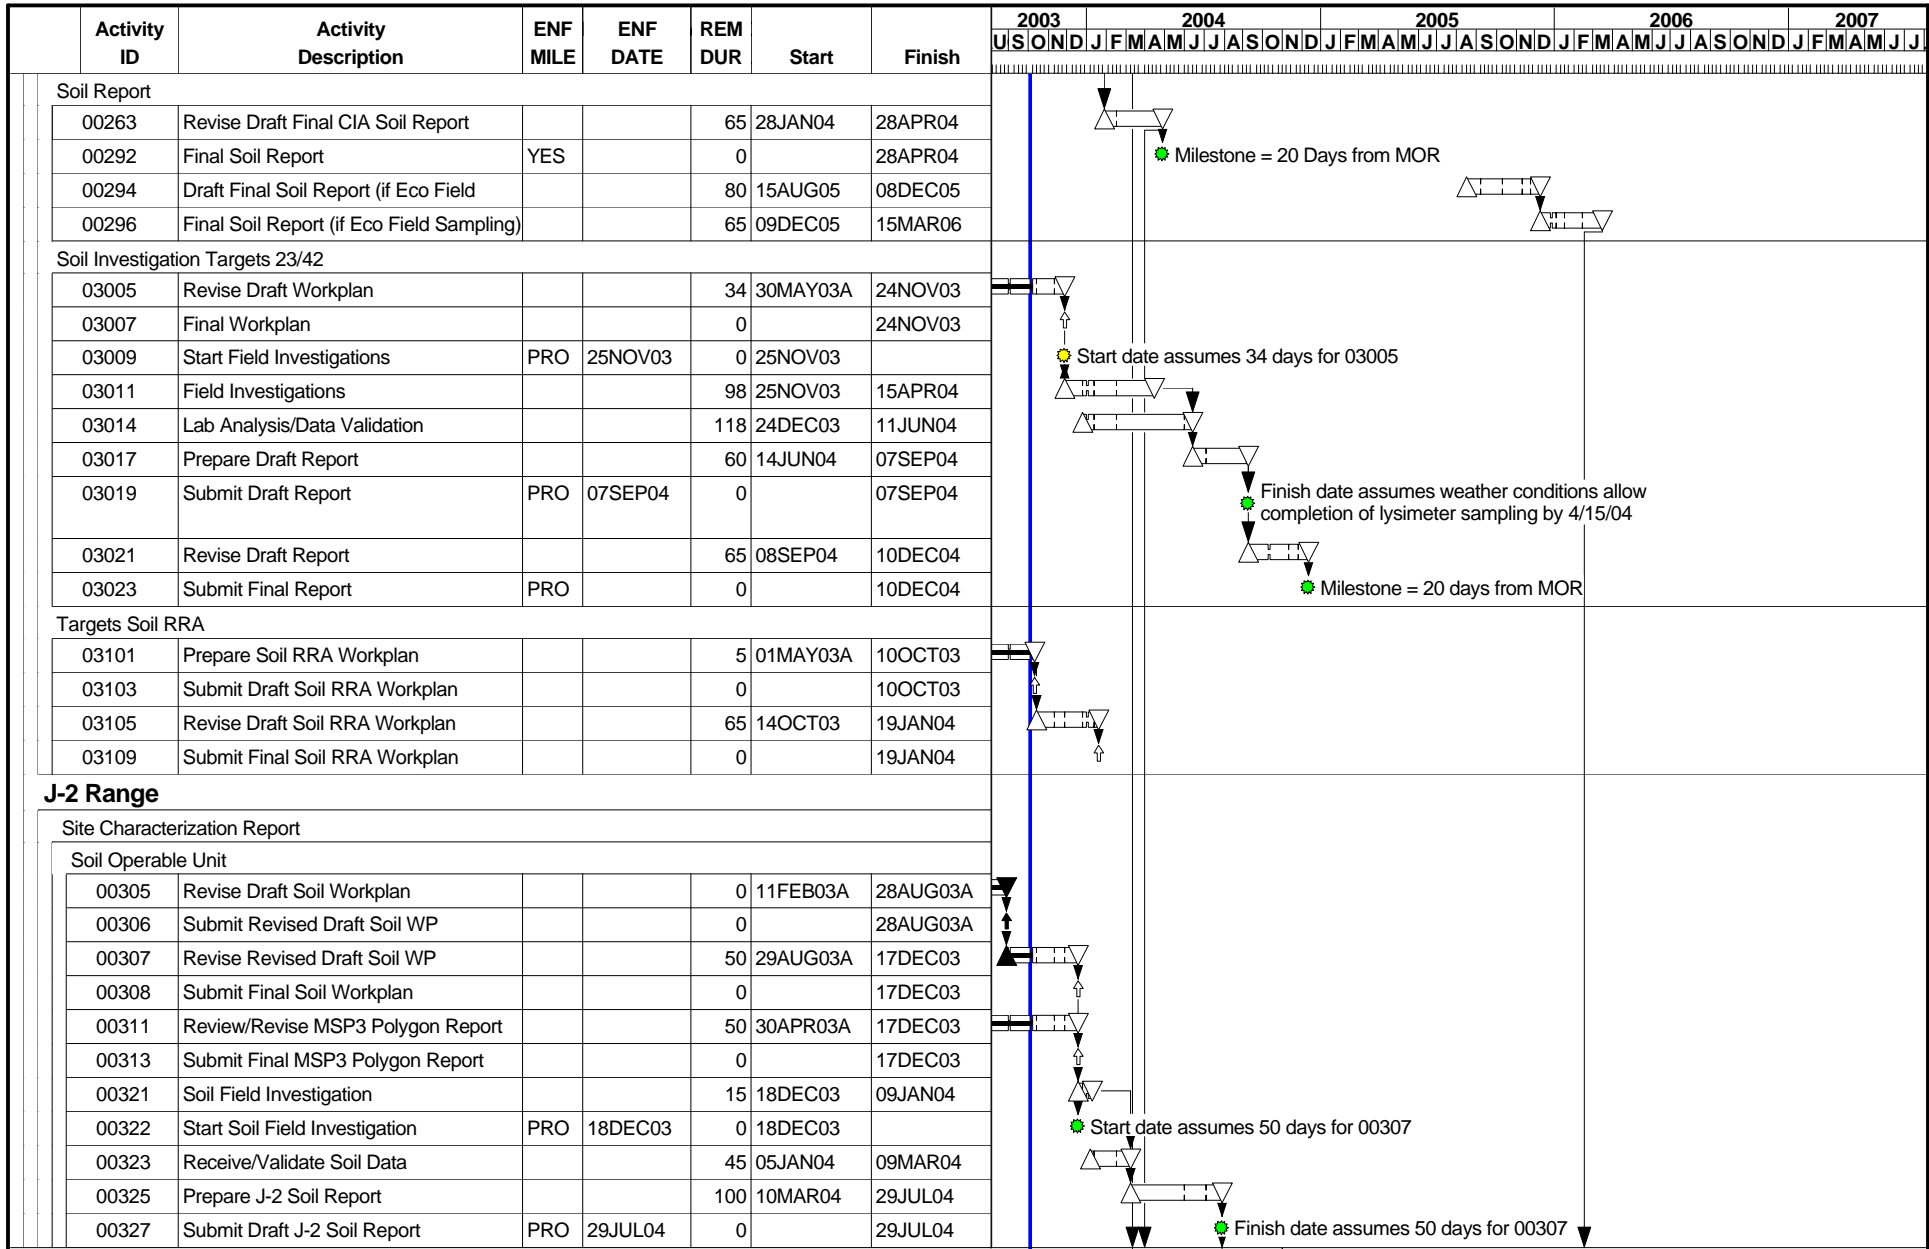 Activity ID Activity Description ENF MILE ENF DATE REM DUR Start Finish
2003 2004 2005 2006 2007
U S O N D J F M A M J J A S O N D J F M A M J J A S O N D J F M A M J J A S O N D J F M A M J J
Soil Report
00263 Revise Draft Final CIA Soil Report 65 28JAN04 28APR04
00292 Final Soil Report YES 0 28APR04 Milestone = 20 Days from MOR
00294 Draft Final Soil Report (if Eco Field 80 15AUG05 08DEC05
00296 Final Soil Report (if Eco Field Sampling) 65 09DEC05 15MAR06
Soil Investigation Targets 23/42
03005 Revise Draft Workplan 34 30MAY03A 24NOV03
03007 Final Workplan 0 24NOV03
03009 Start Field Investigations PRO 25NOV03 0 25NOV03 Start date assumes 34 days for 03005
03011 Field Investigations 98 25NOV03 15APR04
03014 Lab Analysis/Data Validation 118 24DEC03 11JUN04
03017 Prepare Draft Report 60 14JUN04 07SEP04
03019 Submit Draft Report PRO 07SEP04 0 07SEP04 Finish date assumes weather conditions allow
completion of lysimeter sampling by 4/15/04
03021 Revise Draft Report 65 08SEP04 10DEC04
03023 Submit Final Report PRO 0 10DEC04 Milestone = 20 days from MOR
Targets Soil RRA
03101 Prepare Soil RRA Workplan 5 01MAY03A 10OCT03
03103 Submit Draft Soil RRA Workplan 0 10OCT03
03105 Revise Draft Soil RRA Workplan 65 14OCT03 19JAN04
03109 Submit Final Soil RRA Workplan 0 19JAN04
J-2 Range
Site Characterization Report
Soil Operable Unit
00305 Revise Draft Soil Workplan 0 11FEB03A 28AUG03A
00306 Submit Revised Draft Soil WP 0 28AUG03A
00307 Revise Revised Draft Soil WP 50 29AUG03A 17DEC03
00308 Submit Final Soil Workplan 0 17DEC03
00311 Review/Revise MSP3 Polygon Report 50 30APR03A 17DEC03
00313 Submit Final MSP3 Polygon Report 0 17DEC03
00321 Soil Field Investigation 15 18DEC03 09JAN04
00322 Start Soil Field Investigation PRO 18DEC03 0 18DEC03 Start date assumes 50 days for 00307
00323 Receive/Validate Soil Data 45 05JAN04 09MAR04
00325 Prepare J-2 Soil Report 100 10MAR04 29JUL04
00327 Submit Draft J-2 Soil Report PRO 29JUL04 0 29JUL04 Finish date assumes 50 days for 00307